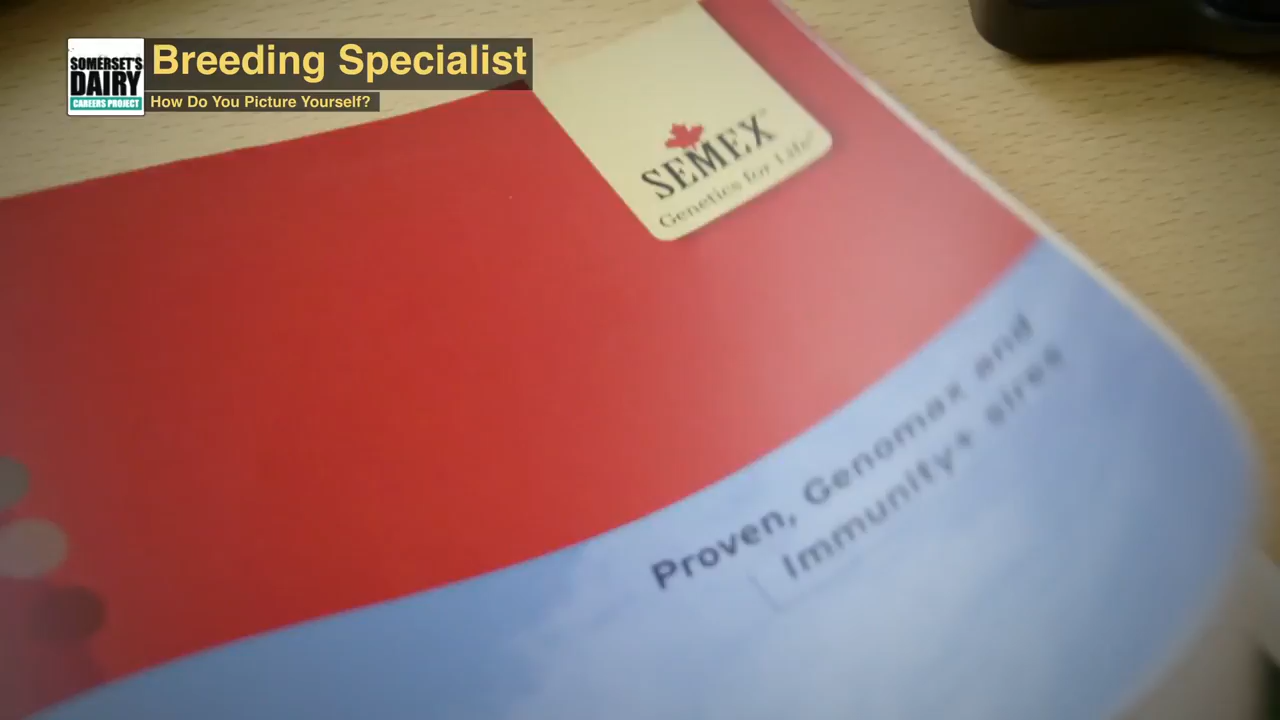 SOMERSET'S
DAIRY
CAREERS PROJECT
Breeding Specialist
How Do You Picture Yourself?
SEMEX
Genetics for Life
Proven, Genomax and
Immunity+ sires